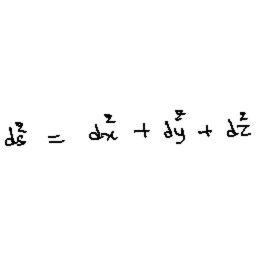 ds² = dx² + dy² + dz²